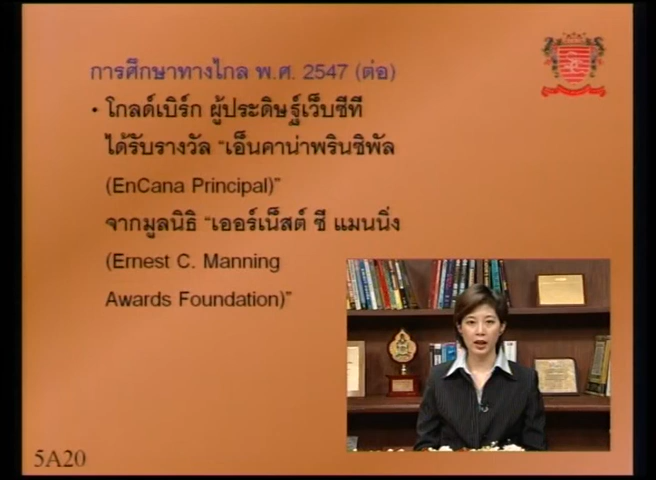 การศึกษาทางไกล พ.ศ. 2547 (ต่อ)
• โกลด์เบิร์ก ผู้ประดิษฐ์เว็บซีที
ได้รับรางวัล "เอ็นคาน่าพรินซิพัล
(EnCana Principal)"
จากมูลนิธิ "เออร์เน็สต์ ซี แมนนิ่ง
(Ernest C. Manning
Awards Foundation)"
5A20